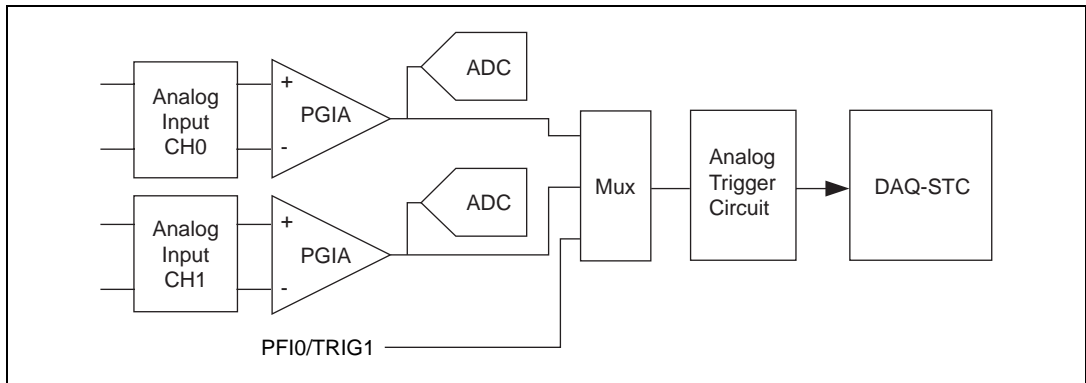 Analog
Input
CH0
+
-
PGIA
ADC
Analog
Input
CH1
+
-
PGIA
ADC
PFI0/TRIG1
Mux
Analog
Trigger
Circuit
DAQ-STC